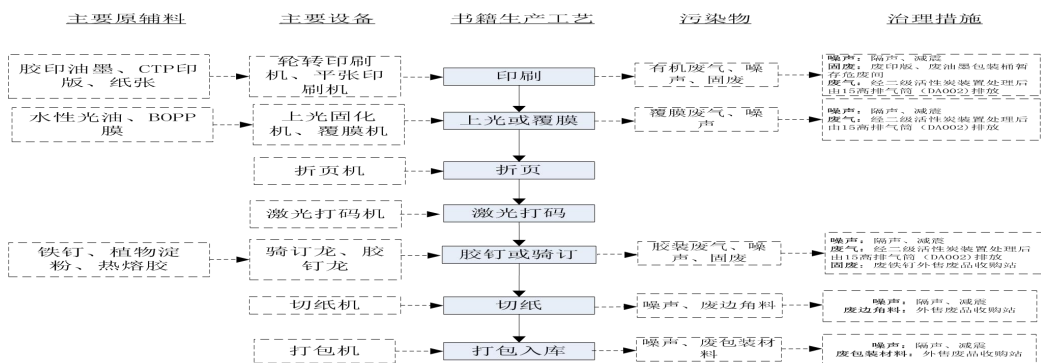 主要原辅料
主要设备
书籍生产工艺
污染物
治理措施
胶印油墨、CTP印
版、纸张
轮转印刷
机、平张印
刷机
印刷
有机废气、噪
声、固废
噪声：隔声、减震
固废：废印版、废油墨包装桶暂
存危废间
废气：经二级活性炭装置处理后
由15高排气筒（DA002）排放
水性光油、BOPP
膜
上光固化
机、覆膜机
上光或覆膜
覆膜废气、噪
声
噪声：隔声、减震
废气：经二级活性炭装置处理后
由15高排气筒（DA002）排放
折页机
折页
激光打码机
激光打码
铁钉、植物淀
粉、热熔胶
骑订龙、胶
钉龙
胶钉或骑订
胶装废气、噪
声、固废
噪声：隔声、减震
废气：经二级活性炭装置处理后
由15高排气筒（DA002）排放
固废：废铁钉外售废品收购站
切纸机
切纸
噪声、废边角料
噪声：隔声、减震
废边角料：外售废品收购站
打包机
打包入库
噪声、废包装材
料
噪声：隔声、减震
废包装材料：外售废品收购站